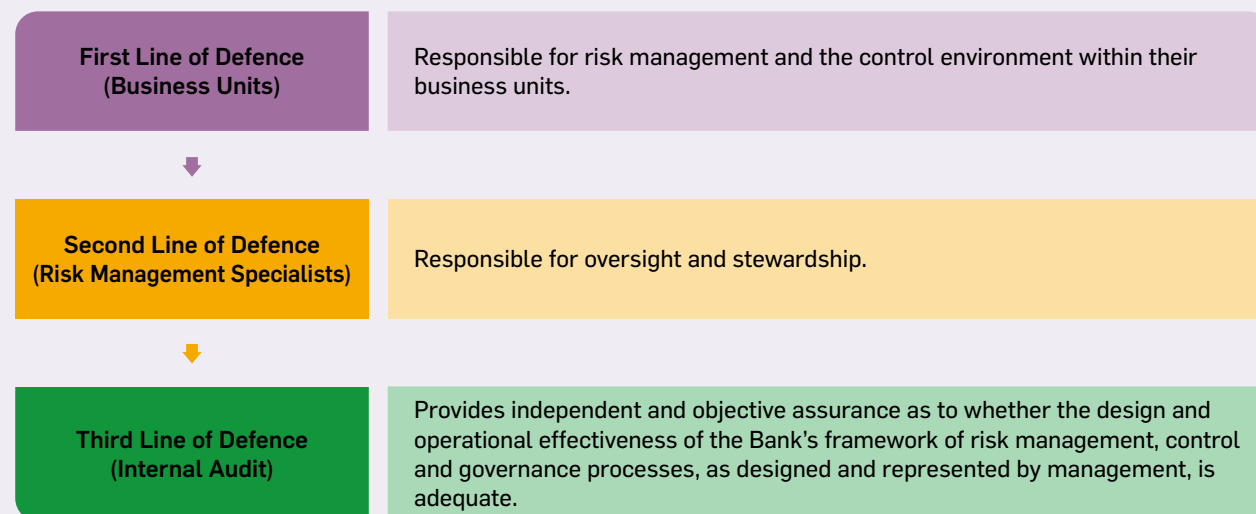 First Line of Defence
(Business Units)
Responsible for risk management and the control environment within their
business units.
Second Line of Defence
(Risk Management Specialists)
Responsible for oversight and stewardship.
Third Line of Defence
(Internal Audit)
Provides independent and objective assurance as to whether the design and
operational effectiveness of the Bank’s framework of risk management, control
and governance processes, as designed and represented by management, is
adequate.